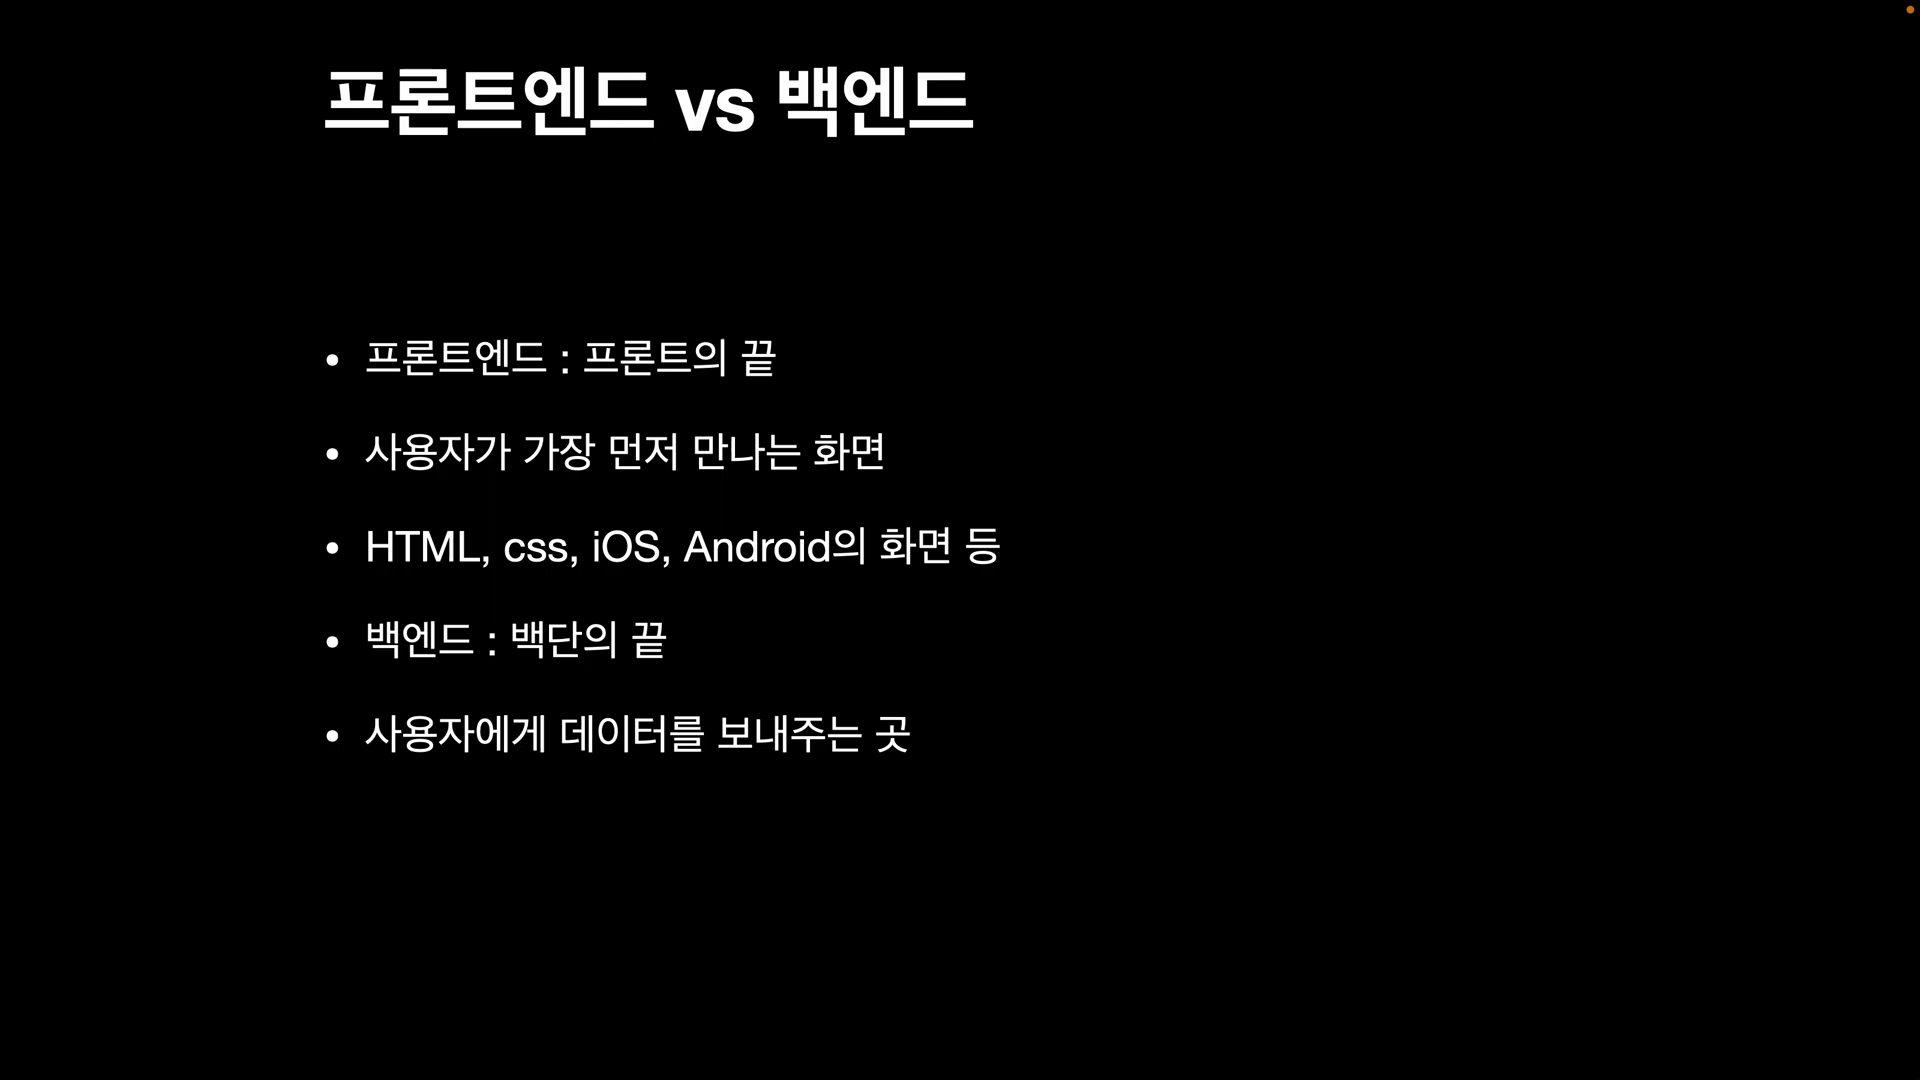 프론트엔드 vs 백엔드
• 프론트엔드 : 프론트의 끝
• 사용자가 가장 먼저 만나는 화면
• HTML, css, iOS, Android의 화면 등
• 백엔드 : 백단의 끝
• 사용자에게 데이터를 보내주는 곳